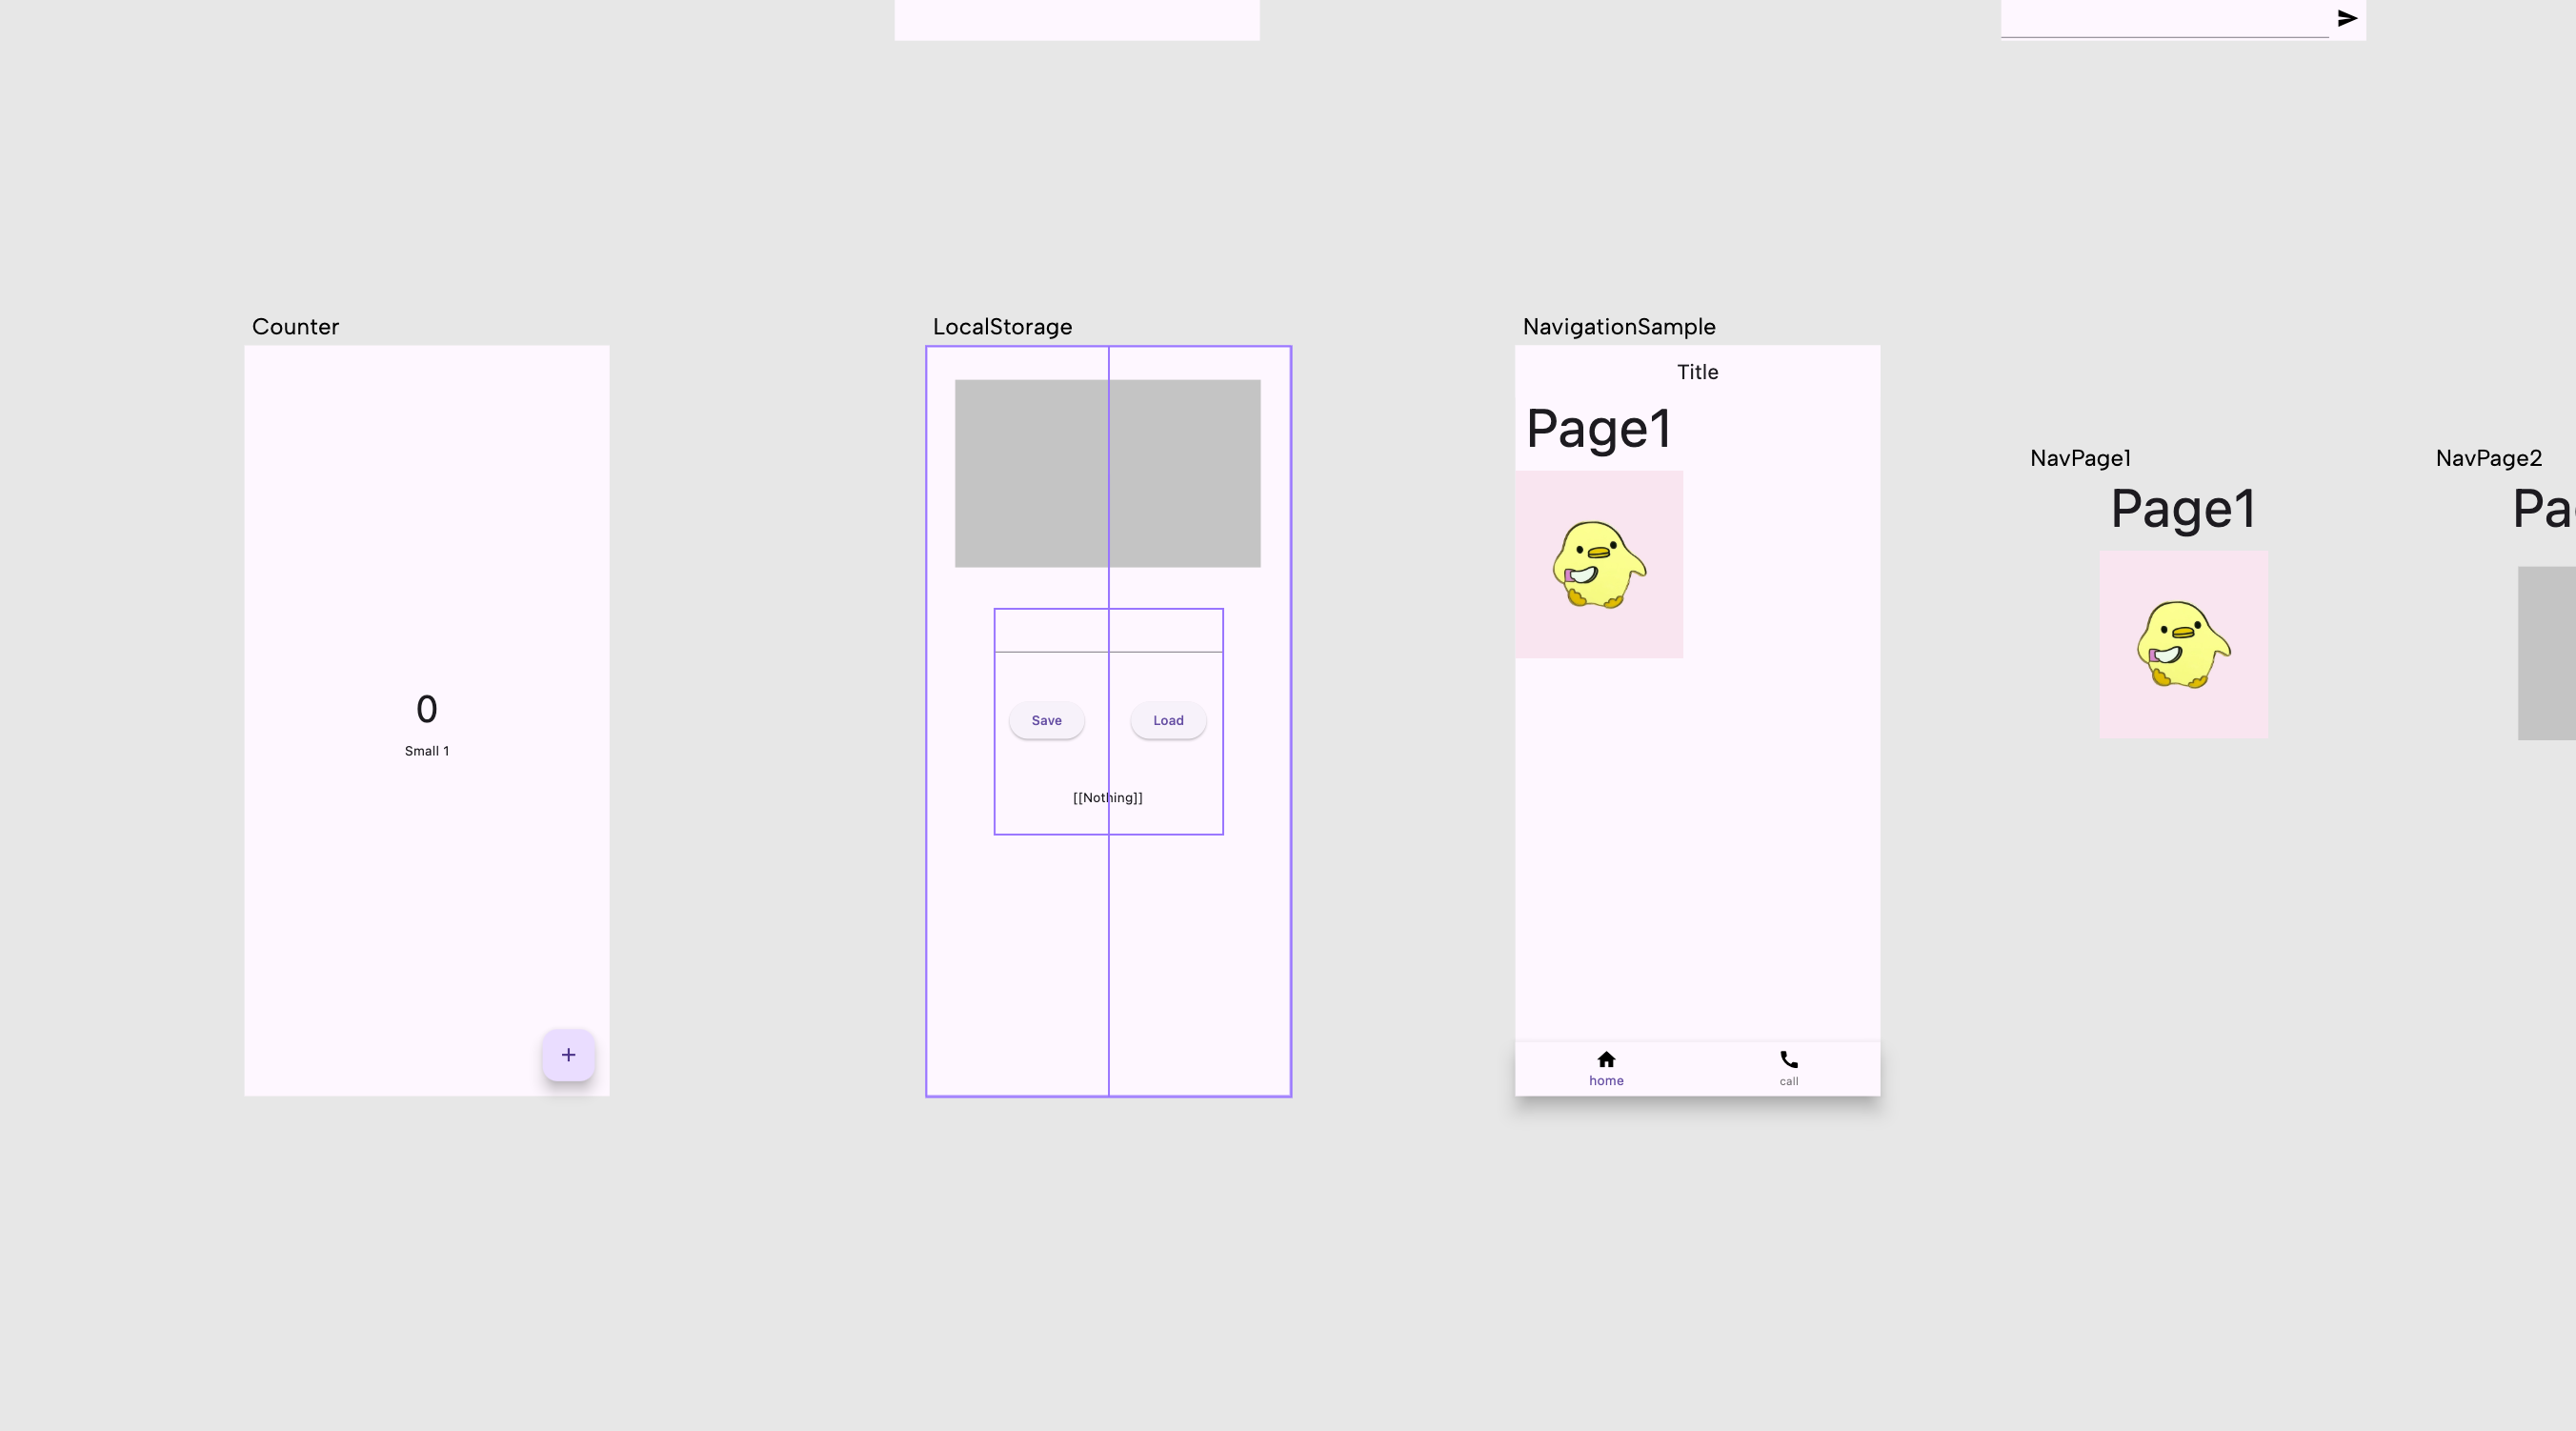 Counter
0
Small 1
LocalStorage
Save
Load
[[Nothing]]
NavigationSample
Title
Page1
home
call
NavPage1
Page1
NavPage2
Pa